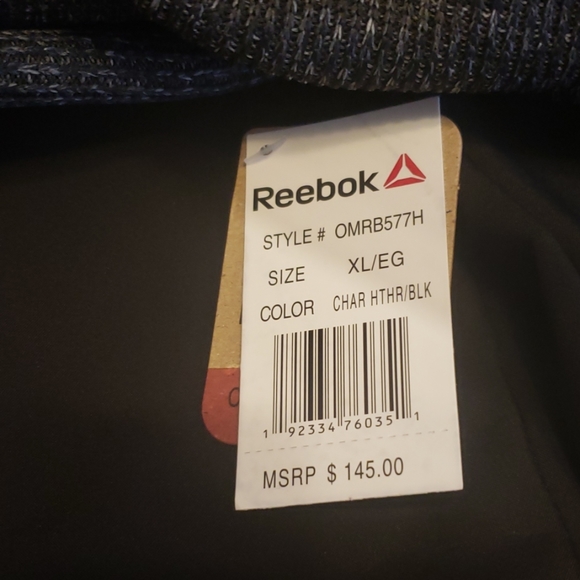 Reebok
STYLE # OMRB577H
SIZE XL/EG
COLOR CHAR HTHR/BLK
1 92334 76035 1
MSRP $ 145.00